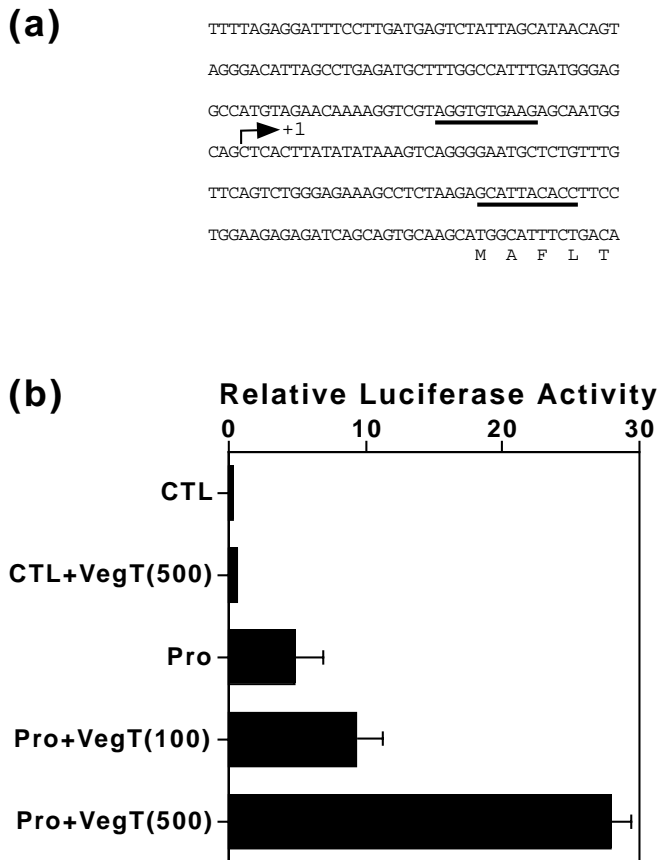 (a)
TTTTAGAGGATTTCCTTGATGAGTCTATTAGCATAACAGT
AGGGACATTAGCCTGAGATGCTTTGGCCATTTGATGGGAG
GCCATGTAGAACAAAAGGTCGTAGGTGTGAAGAGCAATGG
+1
CAGCTCACTTATATATAAAGTCAGGGGAATGCTCTGTTTG
TTCAGTCTGGGAGAAAGCCTCTAAGAGCATTACACCTTCC
TGGAAGAGAGATCAGCAGTGCAAGCATGGCATTTCTGACA
M A F L T
(b)
Relative Luciferase Activity
0 10 20 30
CTL
CTL+VegT(500)
Pro
Pro+VegT(100)
Pro+VegT(500)